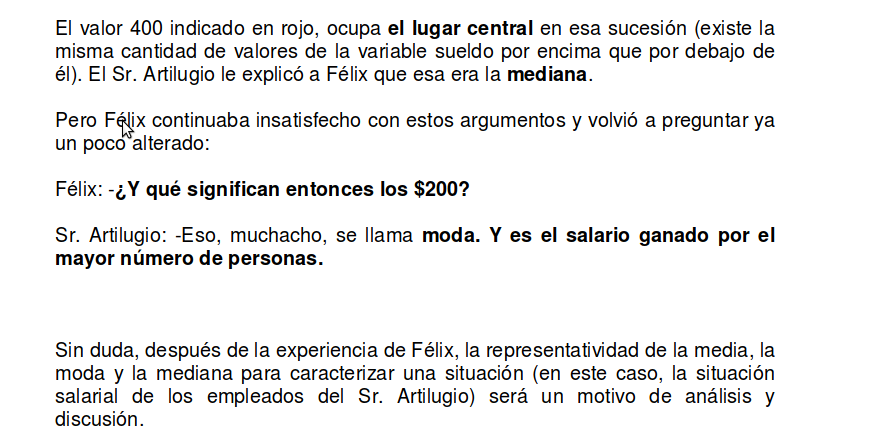 El valor 400 indicado en rojo, ocupa el lugar central en esa sucesión (existe la
misma cantidad de valores de la variable sueldo por encima que por debajo de
él). El Sr. Artilugio le explicó a Félix que esa era la mediana.
Pero Félix continuaba insatisfecho con estos argumentos y volvió a preguntar ya
un poco alterado:
Félix: -¿Y qué significan entonces los $200?
Sr. Artilugio: -Eso, muchacho, se llama moda. Y es el salario ganado por el
mayor número de personas.
Sin duda, después de la experiencia de Félix, la representatividad de la media, la
moda y la mediana para caracterizar una situación (en este caso, la situación
salarial de los empleados del Sr. Artilugio) será un motivo de análisis y
discusión.